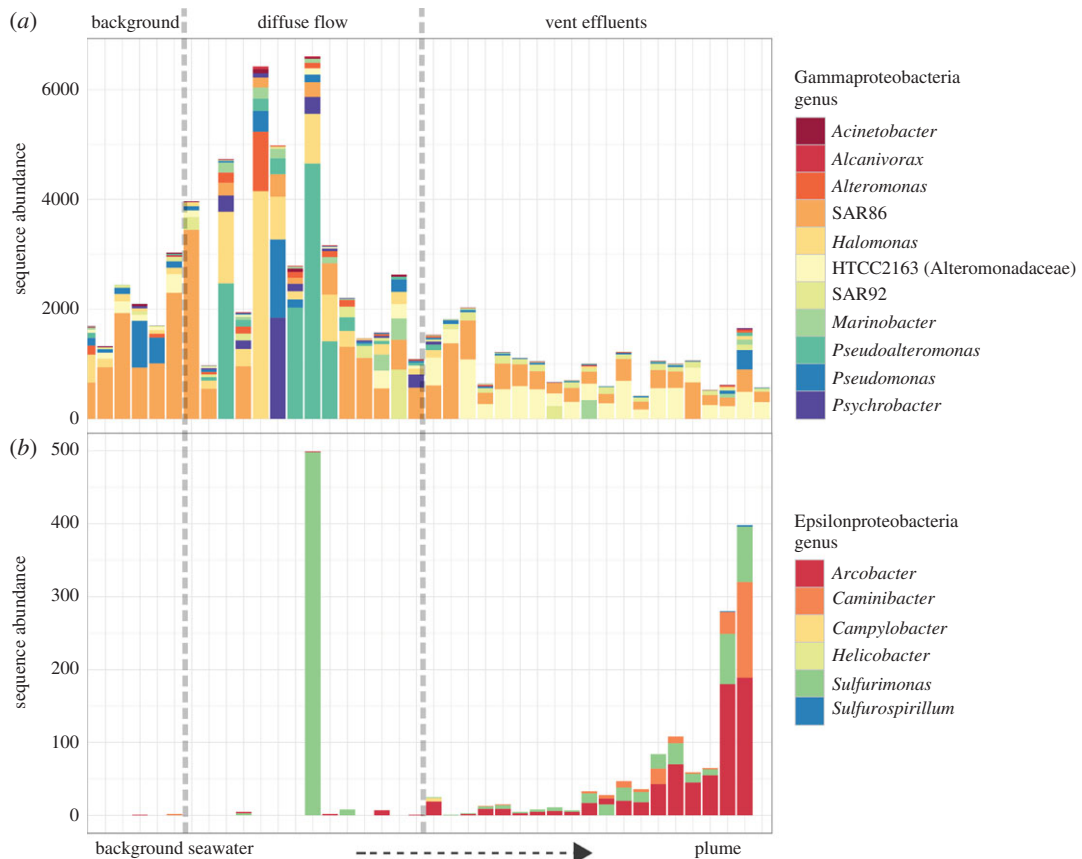 (a)
background
diffuse flow
vent effluents
sequence abundance
6000
4000
2000
0
Gammaproteobacteria
genus
Acinetobacter
Alcanivorax
Alteromonas
SAR86
Halomonas
HTCC2163 (Alteromonadaceae)
SAR92
Marinobacter
Pseudoalteromonas
Pseudomonas
Psychrobacter
(b)
sequence abundance
500
400
300
200
100
0
Epsilonproteobacteria
genus
Arcobacter
Caminibacter
Campylobacter
Helicobacter
Sulfurimonas
Sulfurospirillum
background seawater
plume